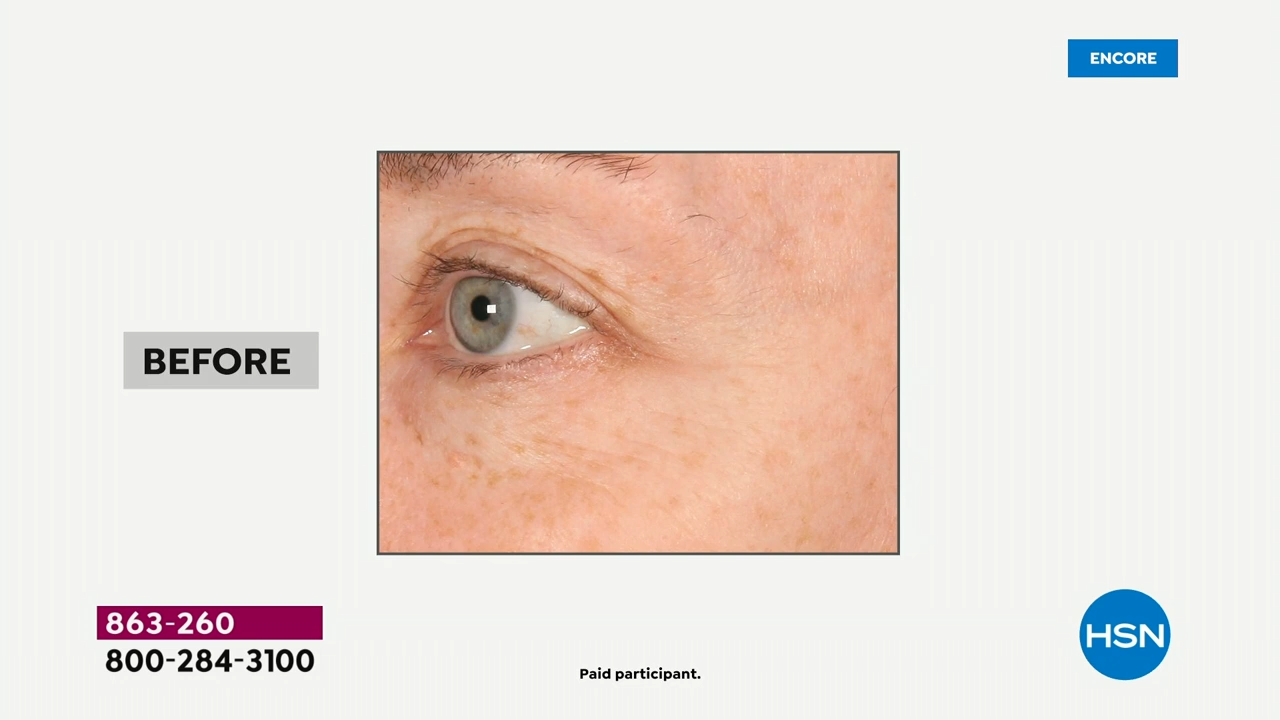 ENCORE
BEFORE
863-260
800-284-3100
Paid participant.
HSN